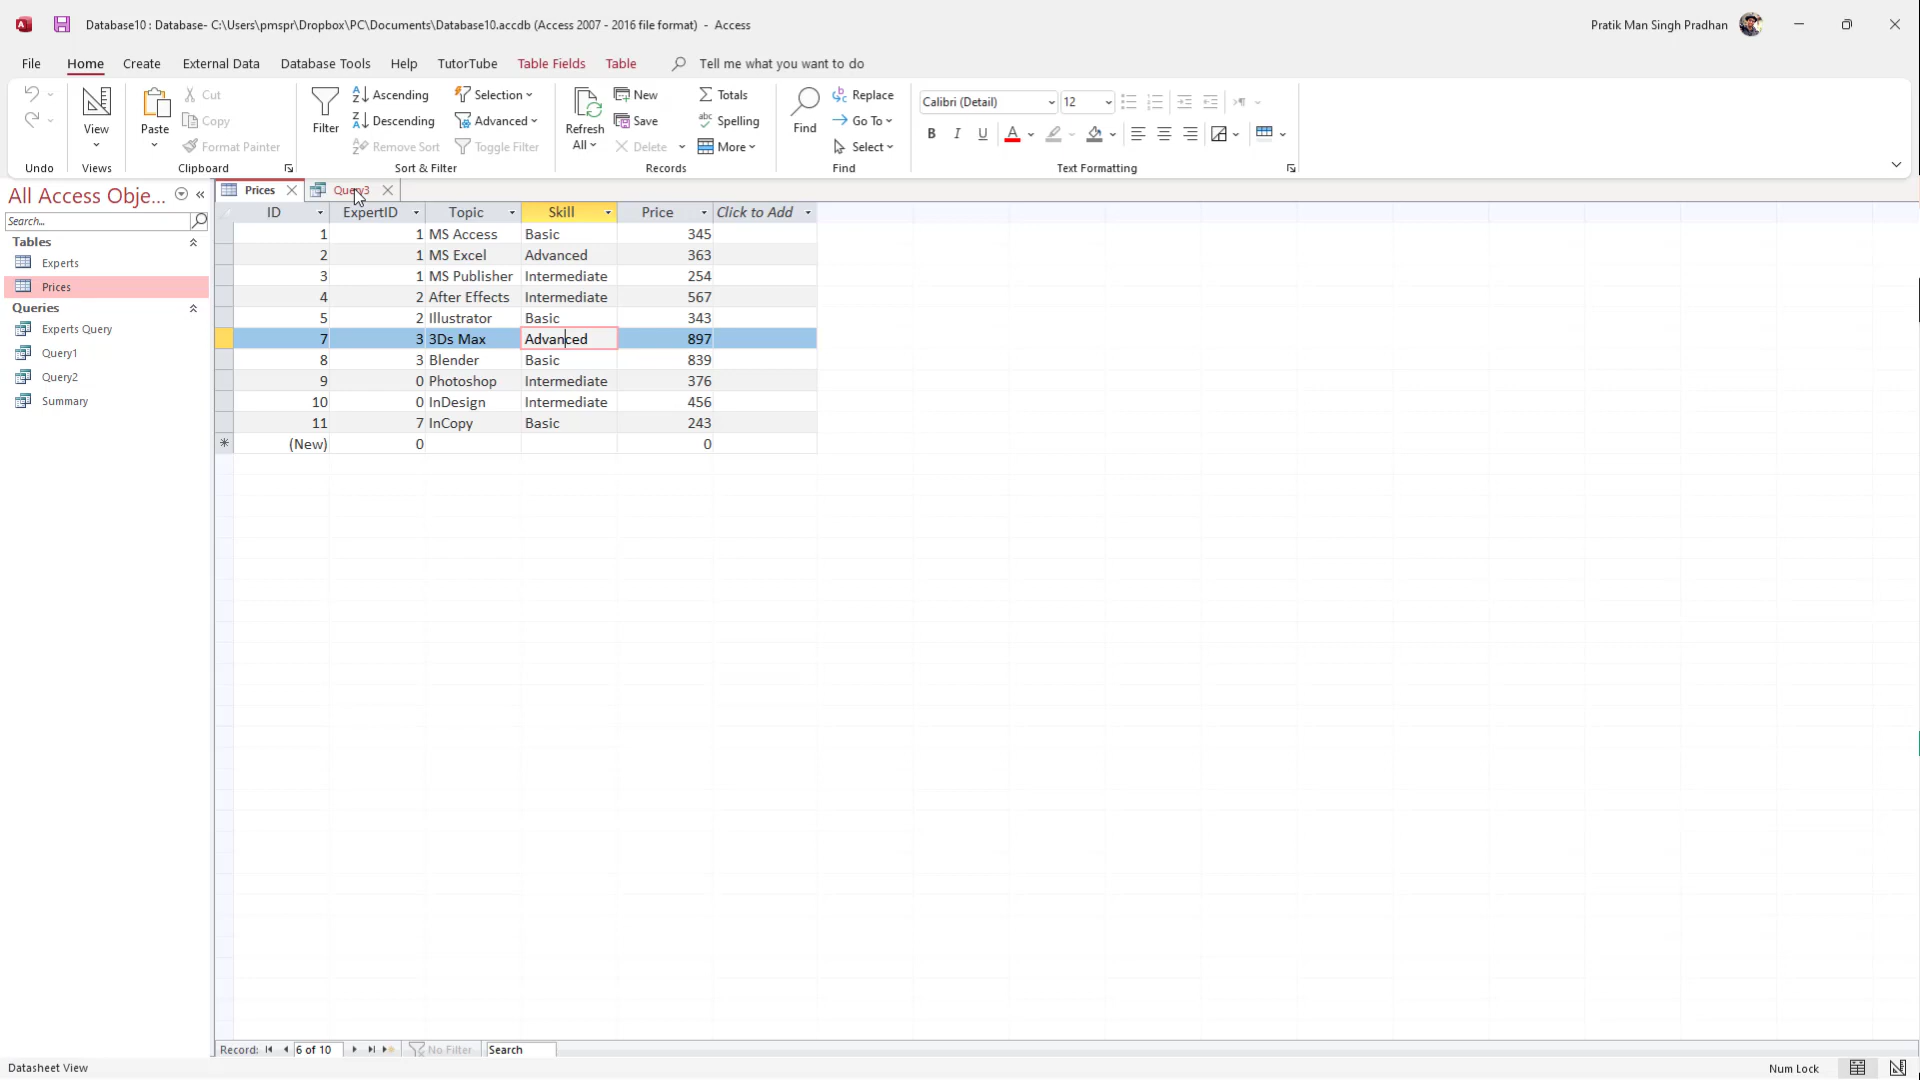 Database10 : Database- C:\Users\pmspr\Dropbox\PC\Documents\Database10.accdb (Access 2007 - 2016 file format) - Access
Pratik Man Singh Pradhan
File Home Create External Data Database Tools Help TutorTube Table Fields Table Tell me what you want to do
Undo
View
Views
Paste
Cut
Copy
Format Painter
Clipboard
Filter
Ascending
Descending
Remove Sort
Selection
Advanced
Toggle Filter
Sort & Filter
Refresh
All
New
Save
Delete
Totals
Spelling
More
Records
Find
Replace
Go To
Select
Find
Calibri (Detail) 12
B I U A
Text Formatting
All Access Obje...
Search...
Tables
Experts
Prices
Queries
Experts Query
Query1
Query2
Summary
Prices Query3
ID ExpertID Topic Skill Price Click to Add
1 1 MS Access Basic 345
2 1 MS Excel Advanced 363
3 1 MS Publisher Intermediate 254
4 2 After Effects Intermediate 567
5 2 Illustrator Basic 343
7 3 3Ds Max Advanced 897
8 3 Blender Basic 839
9 0 Photoshop Intermediate 376
10 0 InDesign Intermediate 456
11 7 InCopy Basic 243
(New) 0 0
Record: 6 of 10 No Filter Search
Datasheet View
Num Lock